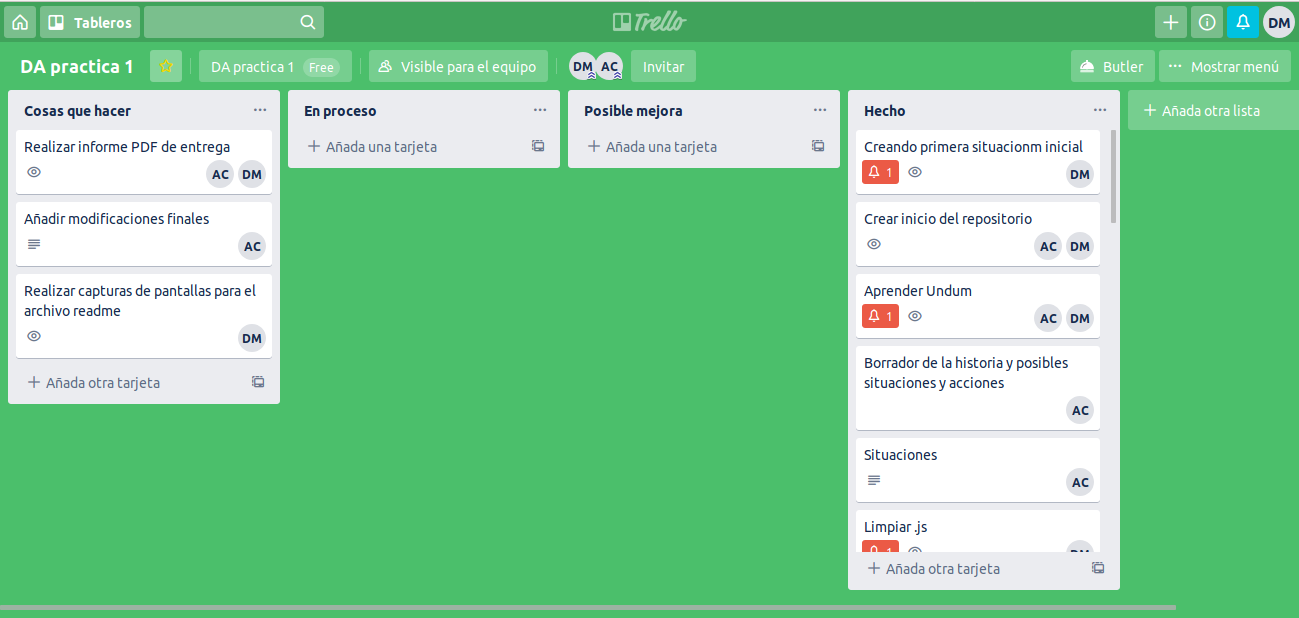 Tableros
Trello
DM
DA practica 1
DA practica 1 Free
Visible para el equipo
DM AC
Invitar
Butler
... Mostrar menú
Cosas que hacer ...
Realizar informe PDF de entrega
AC DM
Añadir modificaciones finales
AC
Realizar capturas de pantallas para el
archivo readme
DM
+ Añada otra tarjeta
En proceso ...
+ Añada una tarjeta
Posible mejora ...
+ Añada una tarjeta
Hecho ...
Creando primera situacionm inicial
1
DM
Crear inicio del repositorio
AC DM
Aprender Undum
1
AC DM
Borrador de la historia y posibles
situaciones y acciones
AC
Situaciones
AC
Limpiar .js
1
DM
+ Añada otra tarjeta
+ Añada otra lista